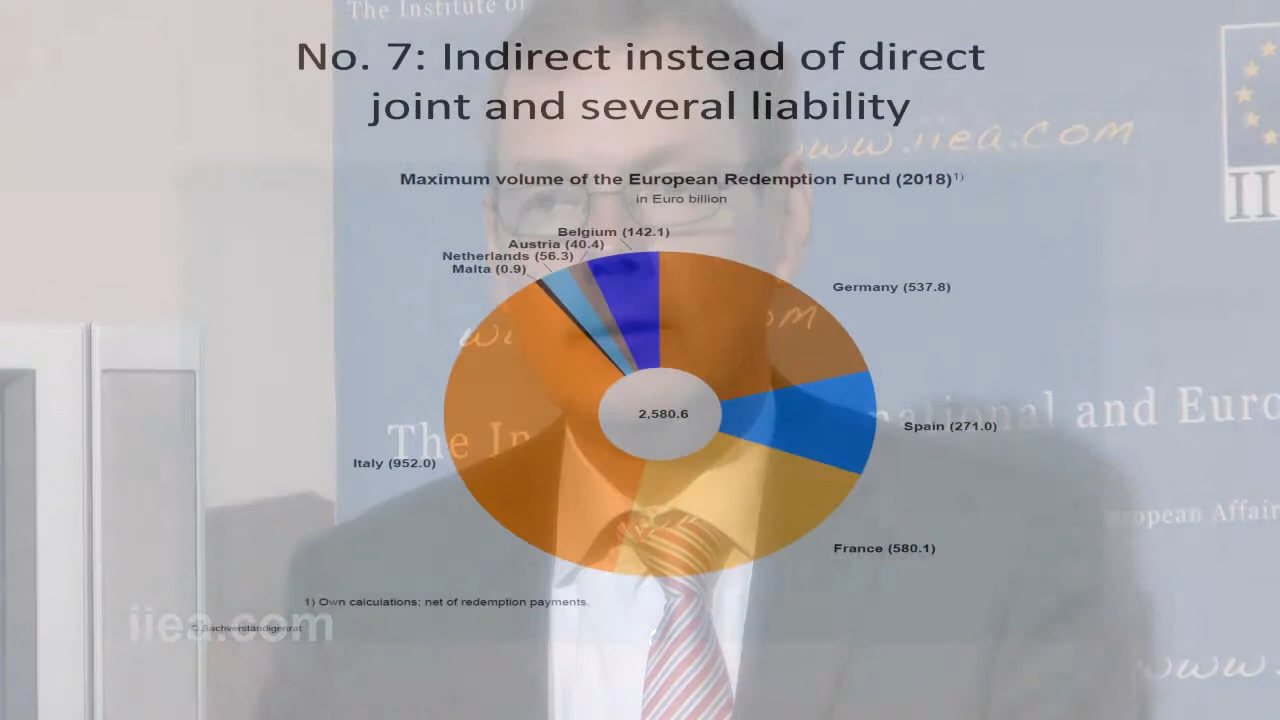 The Institute of
No. 7: Indirect instead of direct
joint and several liability
www.iiea.com
II
Maximum volume of the European Redemption Fund (2018)1)
in Euro billion
Belgium (142.1)
Austria (40.4)
Netherlands (56.3)
Malta (0.9)
Germany (537.8)
2,580.6
Spain (271.0)
Italy (952.0)
France (580.1)
The In
national and Euro
opean Affair
1) Own calculations; net of redemption payments.
iiea.com
© Sachverständigenrat
www.